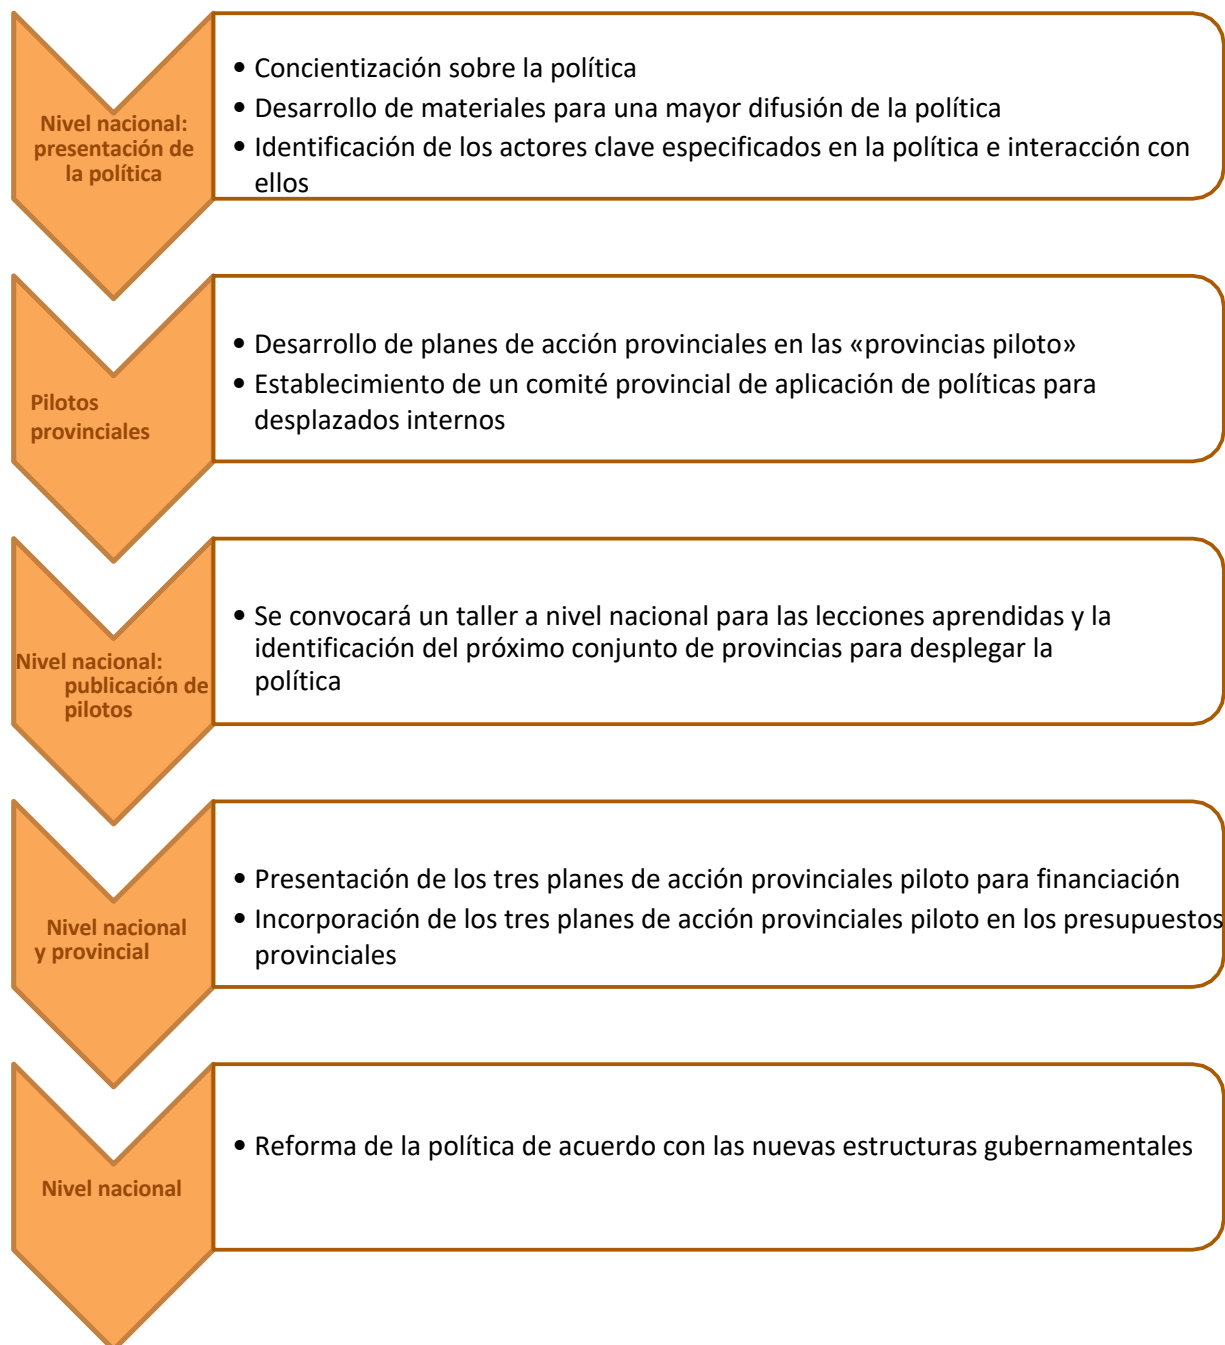 Nivel nacional:
presentación de
la política
• Concientización sobre la política
• Desarrollo de materiales para una mayor difusión de la política
• Identificación de los actores clave especificados en la política e interacción con
ellos
Pilotos
provinciales
• Desarrollo de planes de acción provinciales en las «provincias piloto»
• Establecimiento de un comité provincial de aplicación de políticas para
desplazados internos
Nivel nacional:
publicación de
pilotos
• Se convocará un taller a nivel nacional para las lecciones aprendidas y la
identificación del próximo conjunto de provincias para desplegar la
política
Nivel nacional
y provincial
• Presentación de los tres planes de acción provinciales piloto para financiación
• Incorporación de los tres planes de acción provinciales piloto en los presupuestos
provinciales
Nivel nacional
• Reforma de la política de acuerdo con las nuevas estructuras gubernamentales